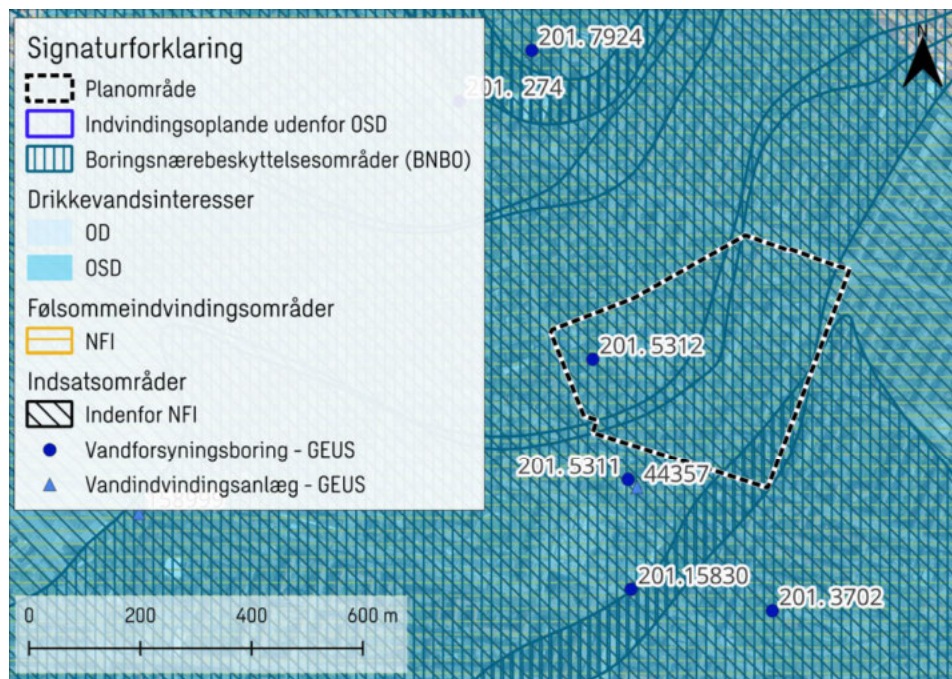 Signaturforklaring
Planområde
Indvindingsoplande udenfor OSD
Boringsnærebeskyttelsesområder (BNBO)
Drikkevandsinteresser
OD
OSD
Følsommeindvindingsområder
NFI
Indsatsområder
Indenfor NFI
Vandforsyningsboring - GEUS
Vandindvindingsanlæg - GEUS
0 200 400 600 m
N
201. 7924
201. 274
201. 5312
201. 5311
44357
201.15830
201. 3702